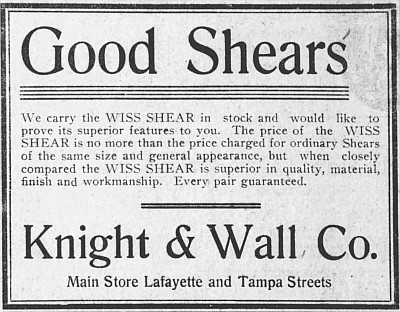 Good Shears
We carry the WISS SHEAR in stock and would like to
prove its superior features to you. The price of the WISS
SHEAR is no more than the price charged for ordinary Shears
of the same size and general appearance, but when closely
compared the WISS SHEAR is superior in quality, material,
finish and workmanship. Every pair guaranteed.
Knight & Wall Co.
Main Store Lafayette and Tampa Streets